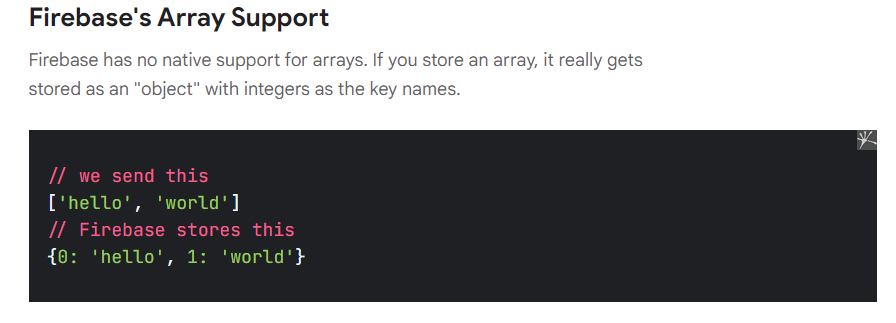 Firebase's Array Support
Firebase has no native support for arrays. If you store an array, it really gets
stored as an "object" with integers as the key names.
// we send this
['hello', 'world']
// Firebase stores this
{0: 'hello', 1: 'world'}